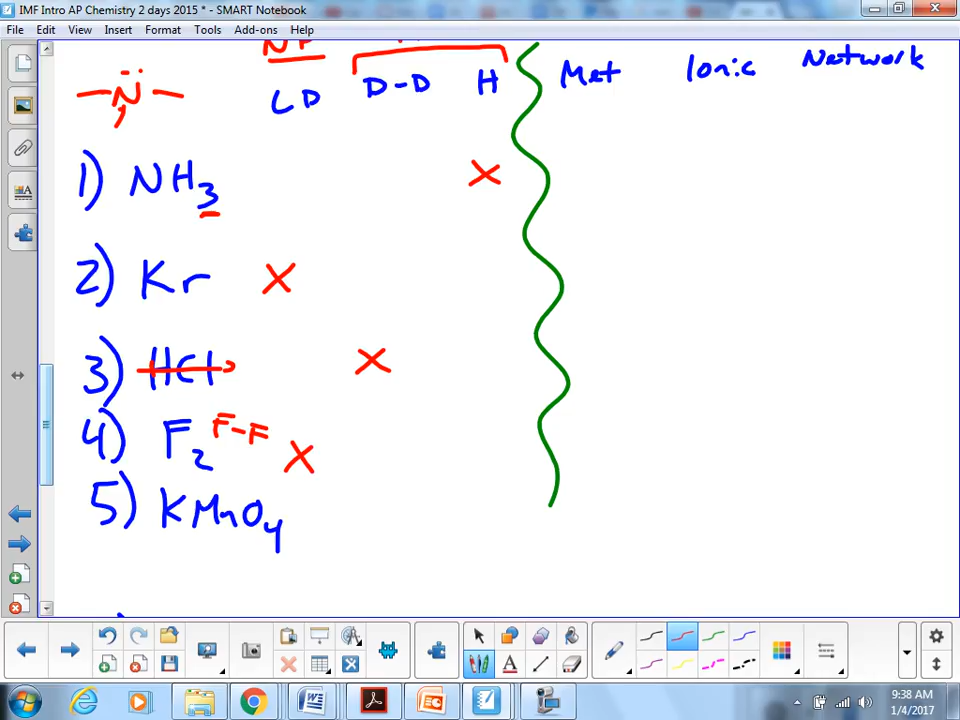 IMF Intro AP Chemistry 2 days 2015 * - SMART Notebook
File Edit View Insert Format Tools Add-ons Help
NP
LD D-D H Met Ionic Network
N
1) NH3 X
2) Kr X
3) HCl X
4) F2 F-F X
5) KMnO4
9:38 AM
1/4/2017